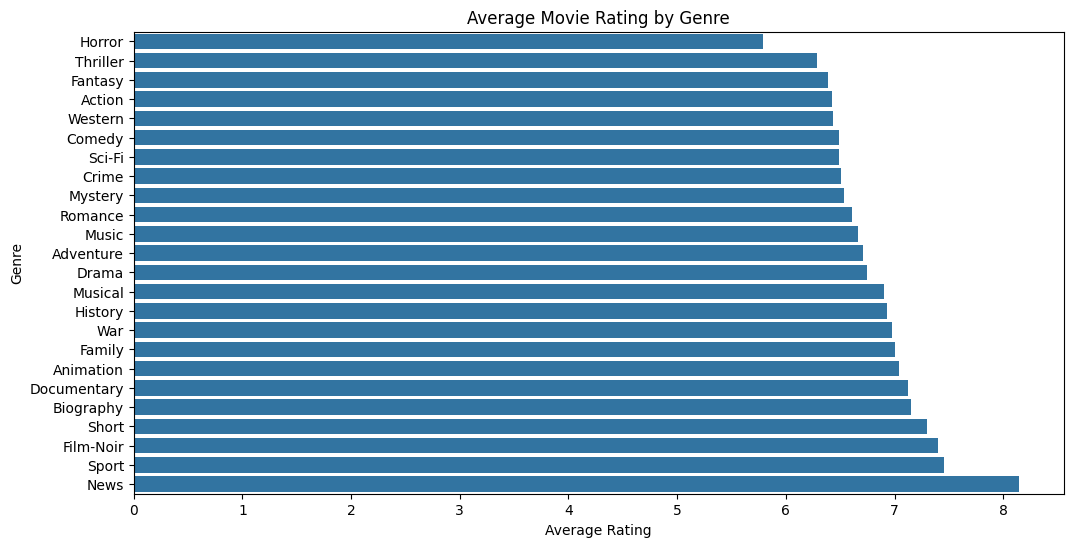 Average Movie Rating by Genre
Genre
Horror
Thriller
Fantasy
Action
Western
Comedy
Sci-Fi
Crime
Mystery
Romance
Music
Adventure
Drama
Musical
History
War
Family
Animation
Documentary
Biography
Short
Film-Noir
Sport
News
0 1 2 3 4 5 6 7 8
Average Rating